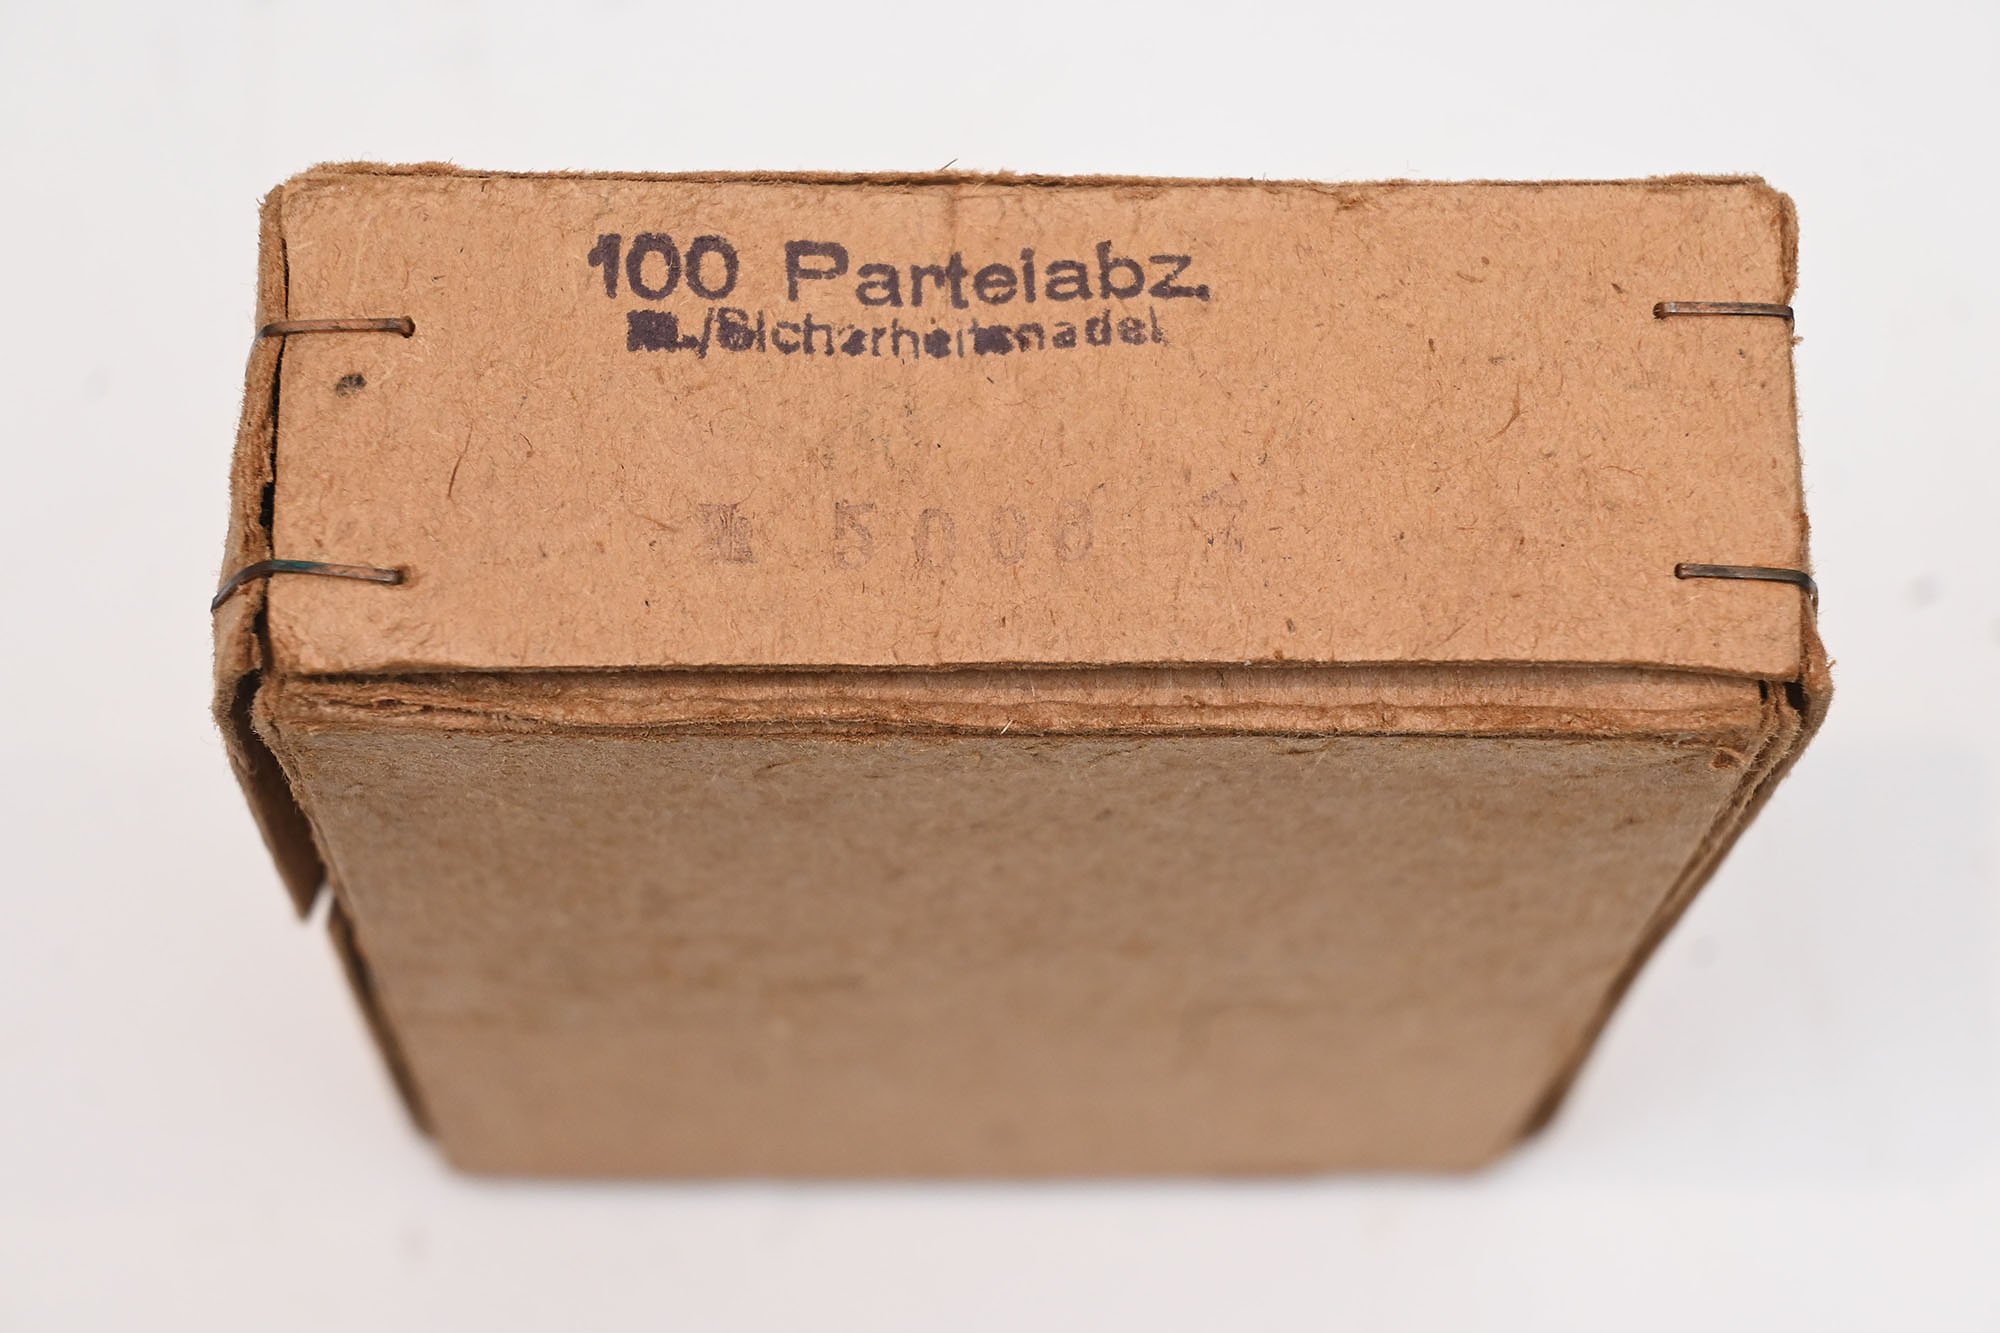 100 Parteiabz.
M./Sicherheitsnadel
5000